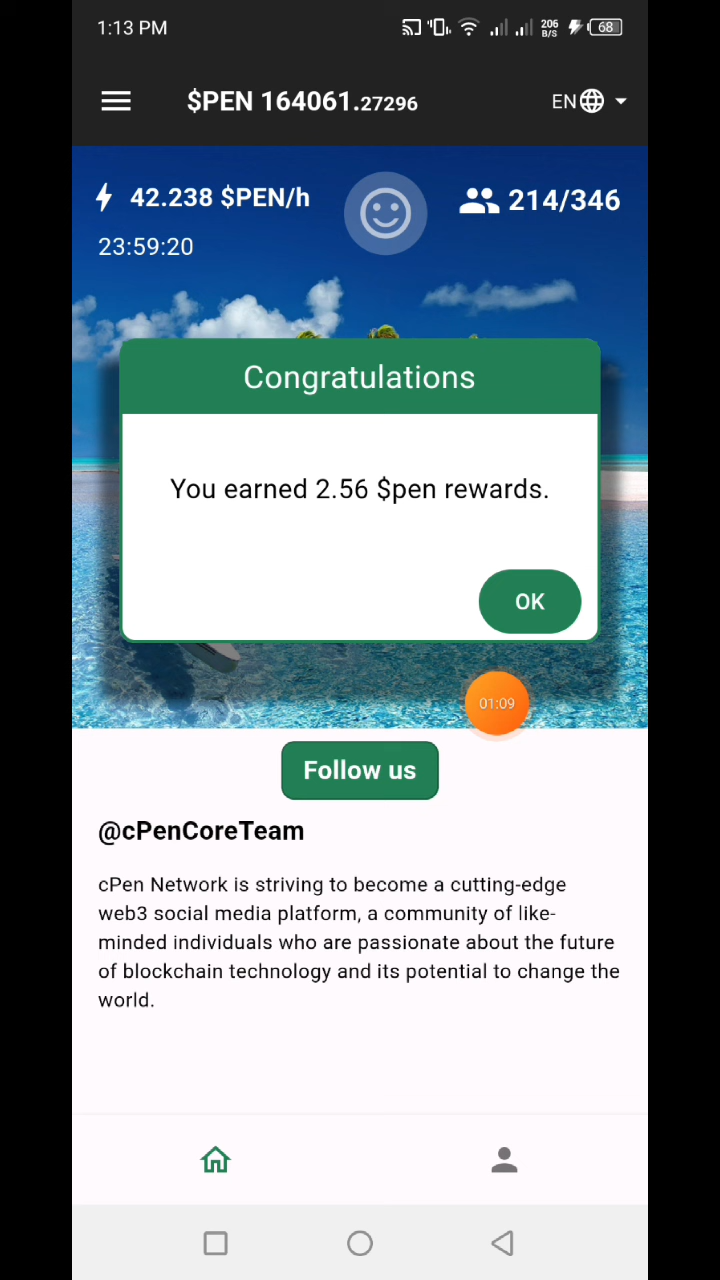 1:13 PM
206
B/S
68
$PEN 164061.27296
EN
42.238 $PEN/h
214/346
23:59:20
Congratulations
You earned 2.56 $pen rewards.
OK
01:09
Follow us
@cPenCoreTeam
cPen Network is striving to become a cutting-edge
web3 social media platform, a community of like-
minded individuals who are passionate about the future
of blockchain technology and its potential to change the
world.